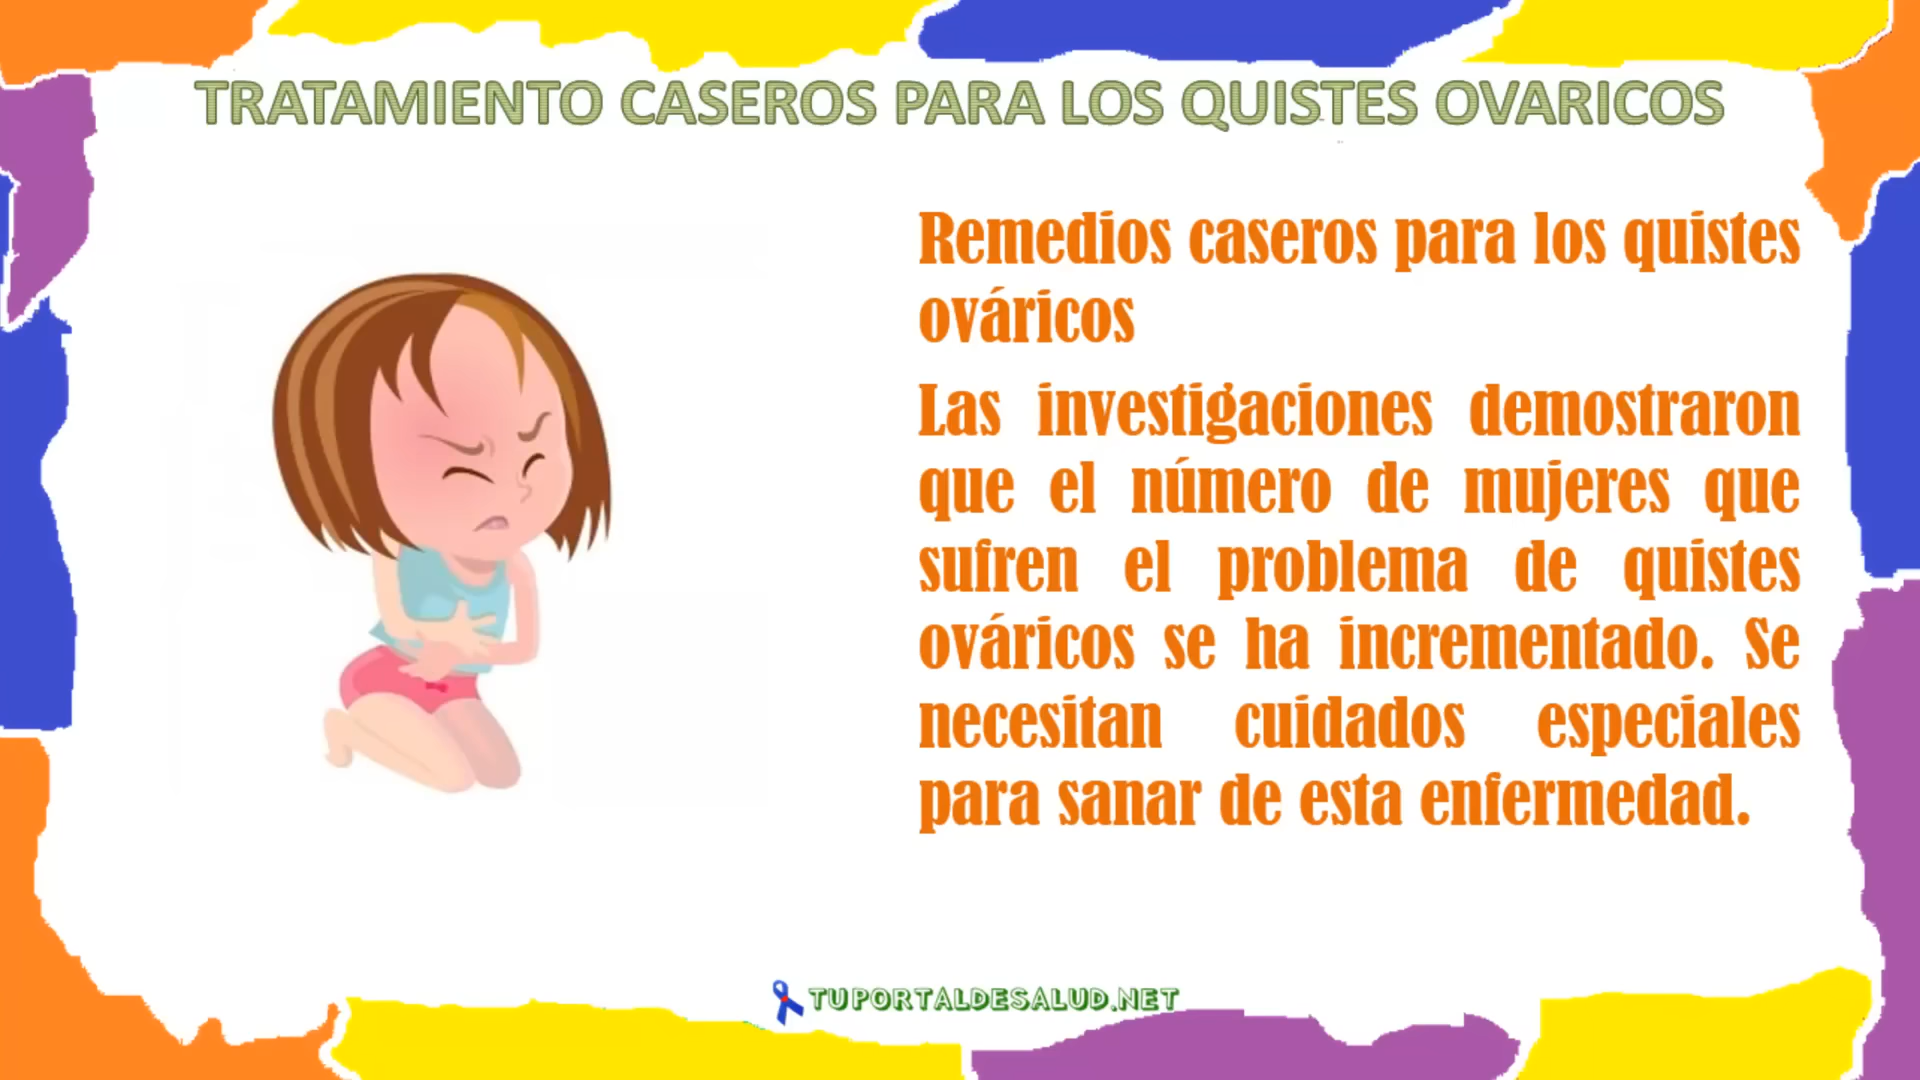 TRATAMIENTO CASEROS PARA LOS QUISTES OVARICOS
Remedios caseros para los quistes
ováricos
Las investigaciones demostraron
que el número de mujeres que
sufren el problema de quistes
ováricos se ha incrementado. Se
necesitan cuidados especiales
para sanar de esta enfermedad.
TUPORTALDESALUD.NET